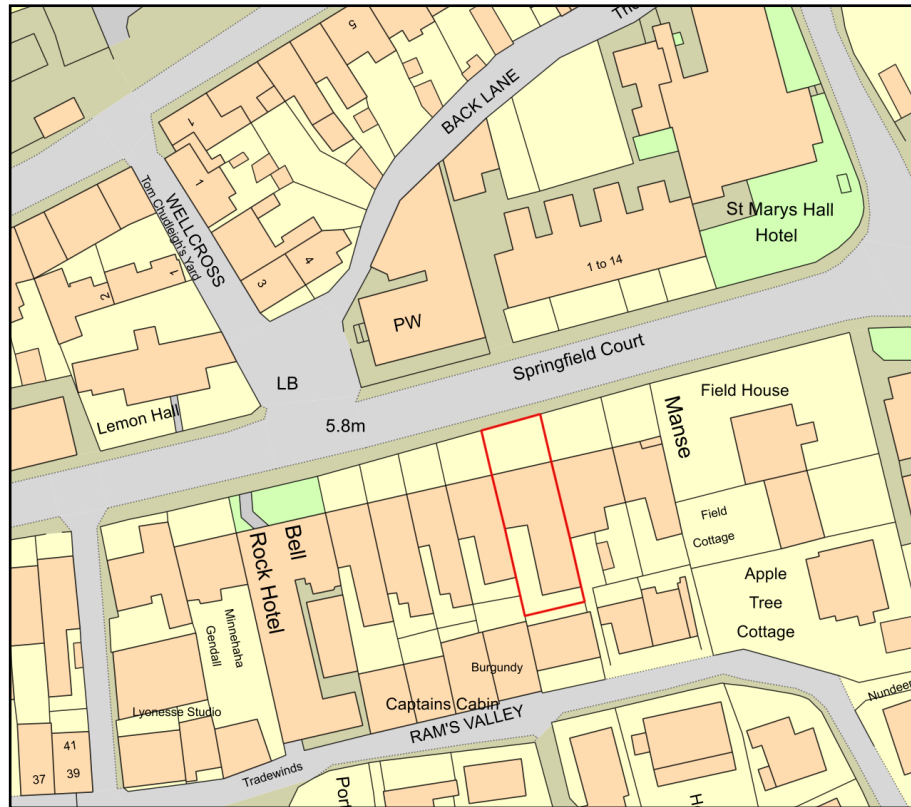 5
BACK LANE
1
1
WELLCROSS
Tom Chudleigh's Yard
St Marys Hall
Hotel
4
3
1
2
1 to 14
PW
Springfield Court
LB
Lemon Hall
5.8m
Field House
Manse
Field
Cottage
Bell
Rock Hotel
Apple
Tree
Cottage
Minnehaha
Gendall
Burgundy
Captains Cabin
Lyonesse Studio
RAM'S VALLEY
41
39
37
Tradewinds